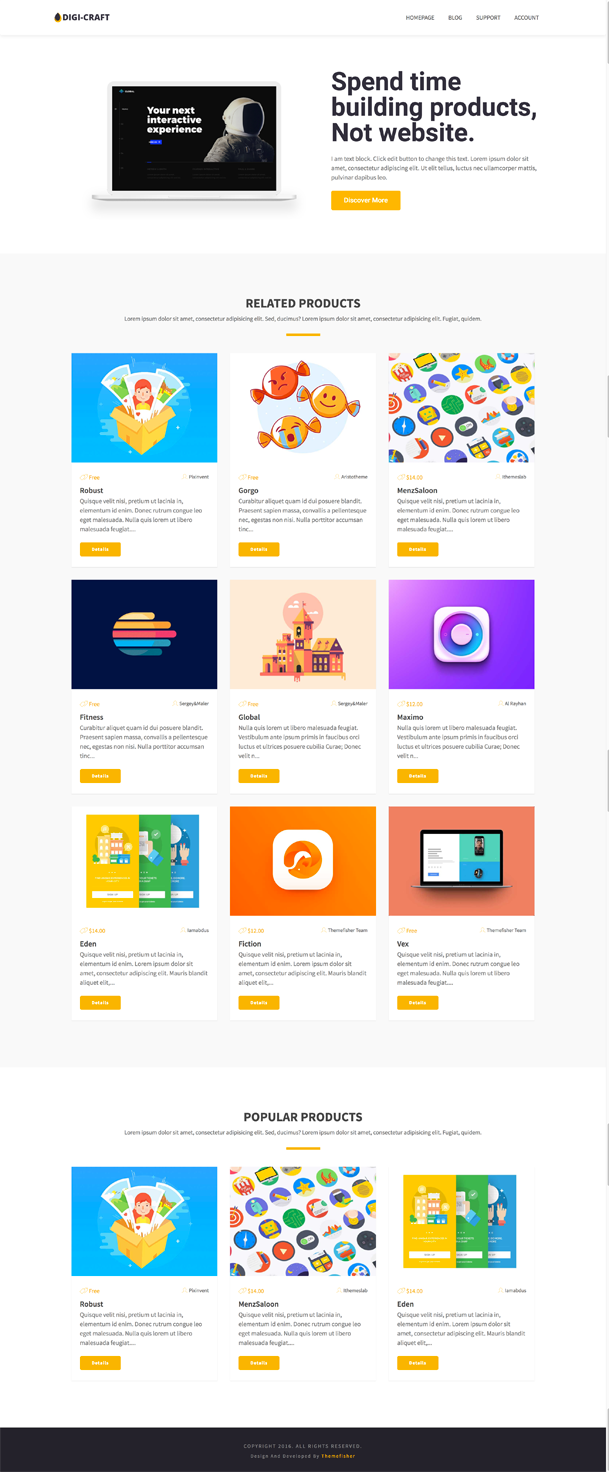 DIGI-CRAFT
HOMEPAGE BLOG SUPPORT ACCOUNT
Your next
interactive
experience
Spend time
building products,
Not website.
I am text block. Click edit button to change this text. Lorem ipsum dolor sit
amet, consectetur adipiscing elit. Ut elit tellus, luctus nec ullamcorper mattis,
pulvinar dapibus leo.
Discover More
RELATED PRODUCTS
Lorem ipsum dolor sit amet, consectetur adipisicing elit. Sed, ducimus? Lorem ipsum dolor sit amet, consectetur adipisicing elit. Fugiat, quidem.
Free Pixinvent
Robust
Quisque velit nisi, pretium ut lacinia in,
elementum id enim. Donec rutrum congue leo
eget malesuada. Nulla quis lorem ut libero
malesuada feugiat....
Details
Free Aristotheme
Gorgo
Curabitur aliquet quam id dui posuere blandit.
Praesent sapien massa, convallis a pellentesque
nec, egestas non nisi. Nulla porttitor accumsan
tinc...
Details
$14.00 Ithemeslab
MenzSaloon
Quisque velit nisi, pretium ut lacinia in,
elementum id enim. Donec rutrum congue leo
eget malesuada. Nulla quis lorem ut libero
malesuada feugiat....
Details
Free Sergey&Maler
Fitness
Curabitur aliquet quam id dui posuere blandit.
Praesent sapien massa, convallis a pellentesque
nec, egestas non nisi. Nulla porttitor accumsan
tinc...
Details
Free Sergey&Maler
Global
Nulla quis lorem ut libero malesuada feugiat.
Vestibulum ante ipsum primis in faucibus orci
luctus et ultrices posuere cubilia Curae; Donec
velit n...
Details
$12.00 Al Rayhan
Maximo
Nulla quis lorem ut libero malesuada feugiat.
Vestibulum ante ipsum primis in faucibus orci
luctus et ultrices posuere cubilia Curae; Donec
velit n...
Details
$14.00 Iamabdus
Eden
Quisque velit nisi, pretium ut lacinia in,
elementum id enim. Lorem ipsum dolor sit
amet, consectetur adipiscing elit. Mauris blandit
aliquet elit,...
Details
$12.00 Themefisher Team
Fiction
Quisque velit nisi, pretium ut lacinia in,
elementum id enim. Lorem ipsum dolor sit
amet, consectetur adipiscing elit. Mauris blandit
aliquet elit,...
Details
Free Themefisher Team
Vex
Quisque velit nisi, pretium ut lacinia in,
elementum id enim. Donec rutrum congue leo
eget malesuada. Nulla quis lorem ut libero
malesuada feugiat....
Details
POPULAR PRODUCTS
Lorem ipsum dolor sit amet, consectetur adipisicing elit. Sed, ducimus? Lorem ipsum dolor sit amet, consectetur adipisicing elit. Fugiat, quidem.
Free Pixinvent
Robust
Quisque velit nisi, pretium ut lacinia in,
elementum id enim. Donec rutrum congue leo
eget malesuada. Nulla quis lorem ut libero
malesuada feugiat....
Details
$14.00 Ithemeslab
MenzSaloon
Quisque velit nisi, pretium ut lacinia in,
elementum id enim. Donec rutrum congue leo
eget malesuada. Nulla quis lorem ut libero
malesuada feugiat....
Details
$14.00 Iamabdus
Eden
Quisque velit nisi, pretium ut lacinia in,
elementum id enim. Lorem ipsum dolor sit
amet, consectetur adipiscing elit. Mauris blandit
aliquet elit,...
Details
COPYRIGHT 2016. ALL RIGHTS RESERVED.
Design And Developed By Themefisher